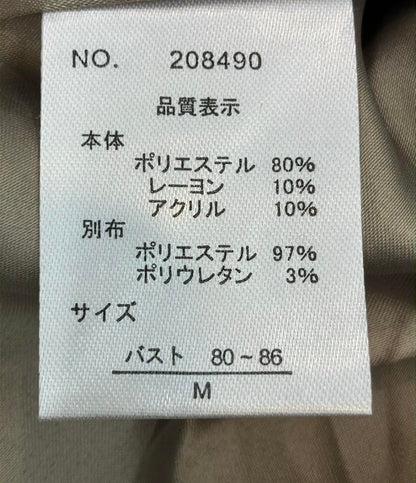 NO. 208490
品質表示
本体
ポリエステル 80%
レーヨン 10%
アクリル 10%
別布
ポリエステル 97%
ポリウレタン 3%
サイズ
バスト 80～86
M